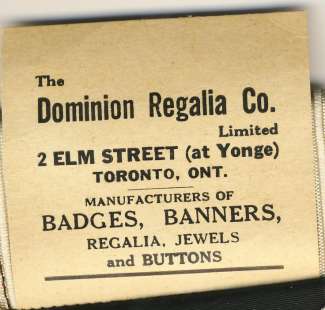 The
Dominion Regalia Co.
Limited
2 ELM STREET (at Yonge)
TORONTO, ONT.
MANUFACTURERS OF
BADGES, BANNERS,
REGALIA, JEWELS
and BUTTONS